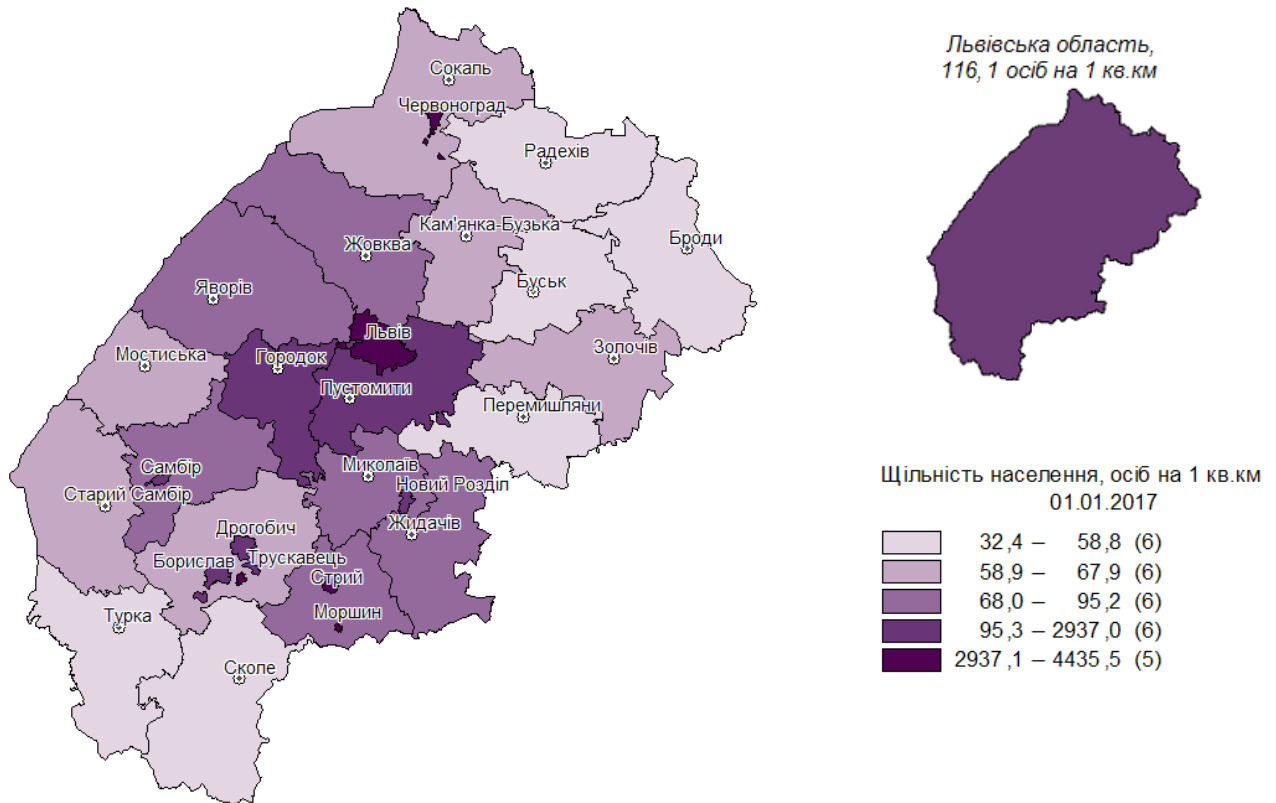 Сокаль
Червоноград
Радехів
Кам'янка-Бузька
Броди
Жовква
Буськ
Яворів
Львів
Золочів
Мостиська
Городок
Пустомити
Перемишляни
Самбір
Миколаїв
Новий Розділ
Старий Самбір
Дрогобич
Жидачів
Борислав
Трускавець
Стрий
Моршин
Турка
Сколе
Львівська область,
116, 1 осіб на 1 кв.км
Щільність населення, осіб на 1 кв.км
01.01.2017
32,4 – 58,8 (6)
58,9 – 67,9 (6)
68,0 – 95,2 (6)
95,3 – 2937,0 (6)
2937,1 – 4435,5 (5)